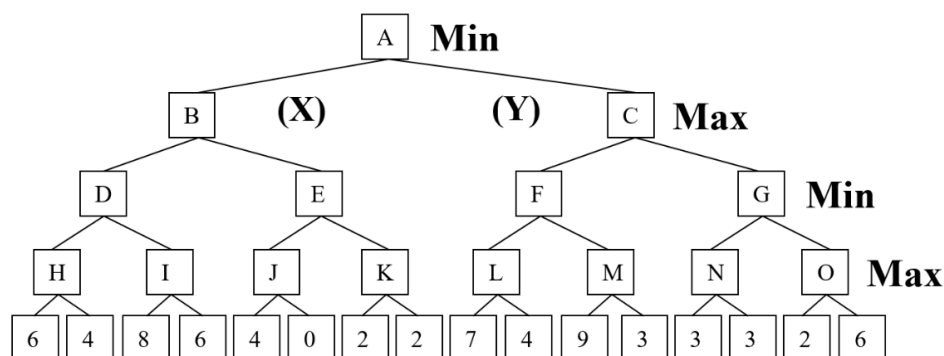 A Min
B (X) (Y) C Max
D E F G Min
H I J K L M N O Max
6 4 8 6 4 0 2 2 7 4 9 3 3 3 2 6